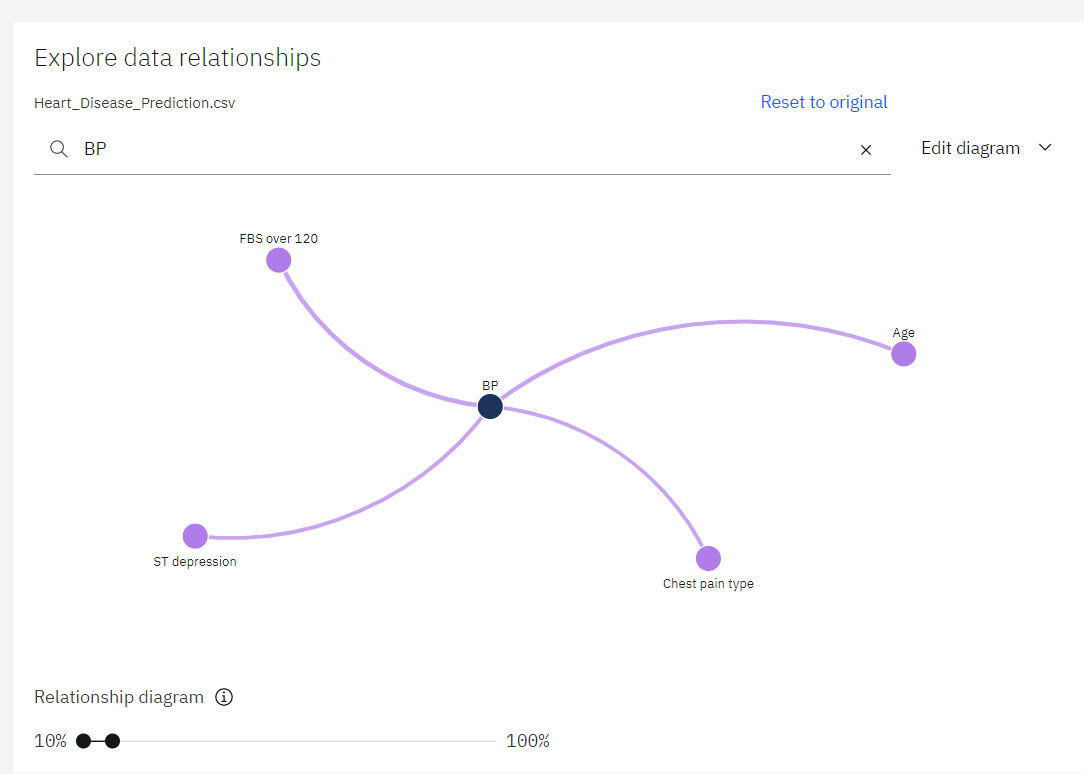 Explore data relationships
Heart_Disease_Prediction.csv
Reset to original
BP
Edit diagram
FBS over 120
Age
BP
ST depression
Chest pain type
Relationship diagram
10%
100%